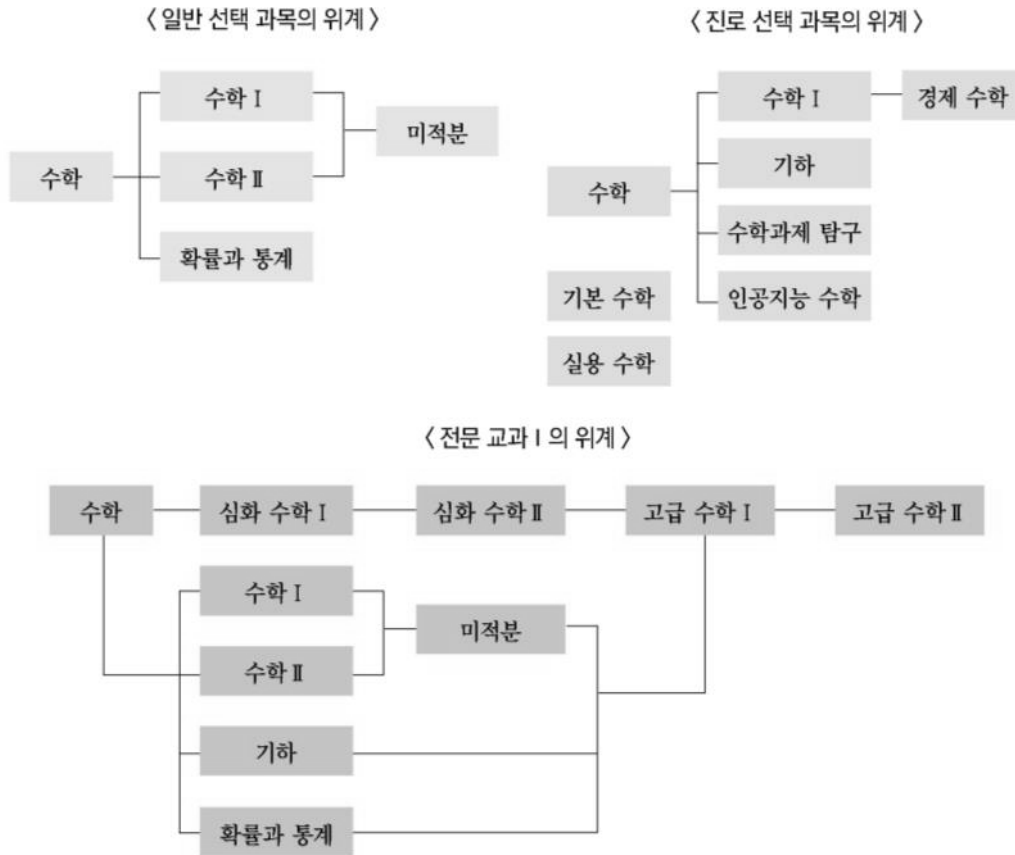 〈 일반 선택 과목의 위계 〉
수학
수학 Ⅰ
수학 Ⅱ
확률과 통계
미적분
〈 진로 선택 과목의 위계 〉
수학
기본 수학
실용 수학
수학 Ⅰ
기하
수학과제 탐구
인공지능 수학
경제 수학
〈 전문 교과 Ⅰ 의 위계 〉
수학
심화 수학 Ⅰ
심화 수학 Ⅱ
고급 수학 Ⅰ
고급 수학 Ⅱ
수학 Ⅰ
수학 Ⅱ
기하
확률과 통계
미적분